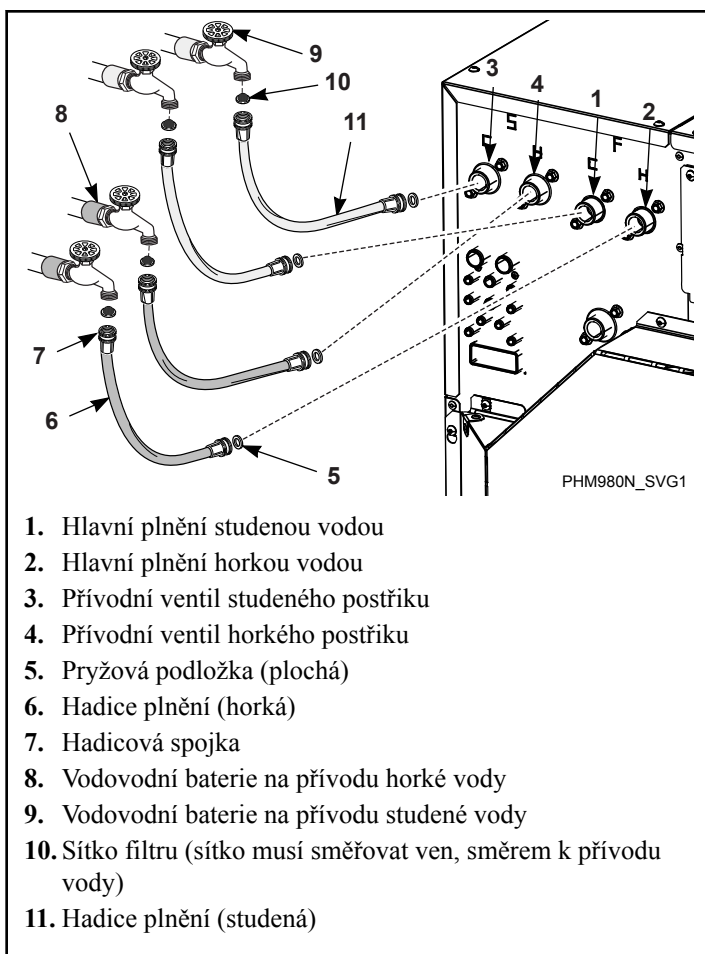 9
10
11
8
3
4
1
2
S
C
H
F
C
H
7
6
5
PHM980N_SVG1
1. Hlavní plnění studenou vodou
2. Hlavní plnění horkou vodou
3. Přívodní ventil studeného postřiku
4. Přívodní ventil horkého postřiku
5. Pryžová podložka (plochá)
6. Hadice plnění (horká)
7. Hadicová spojka
8. Vodovodní baterie na přívodu horké vody
9. Vodovodní baterie na přívodu studené vody
10. Sítko filtru (sítko musí směřovat ven, směrem k přívodu
vody)
11. Hadice plnění (studená)